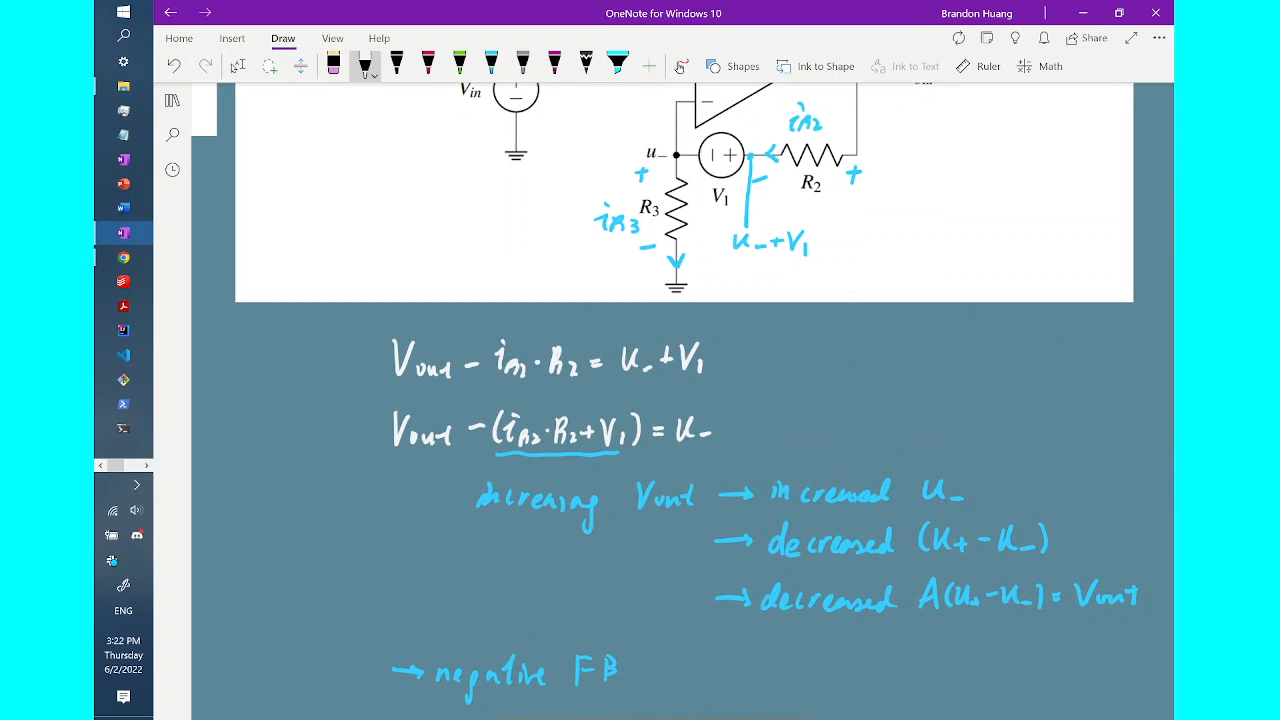 OneNote for Windows 10
Brandon Huang
Home Insert Draw View Help
Share
Shapes
Ink to Shape
Ink to Text
Ruler
Math
Vin
−
+
−
u−
V1
R2
R3
iR2
iR3
+
−
u− + V1
Vout − iR2 · R2 = u− + V1
Vout − (iR2 · R2 + V1) = u−
increasing Vout → increased u−
→ decreased (u+ − u−)
→ decreased A(u+ − u−) = Vout
→ negative FB
ENG
3:22 PM
Thursday
6/2/2022